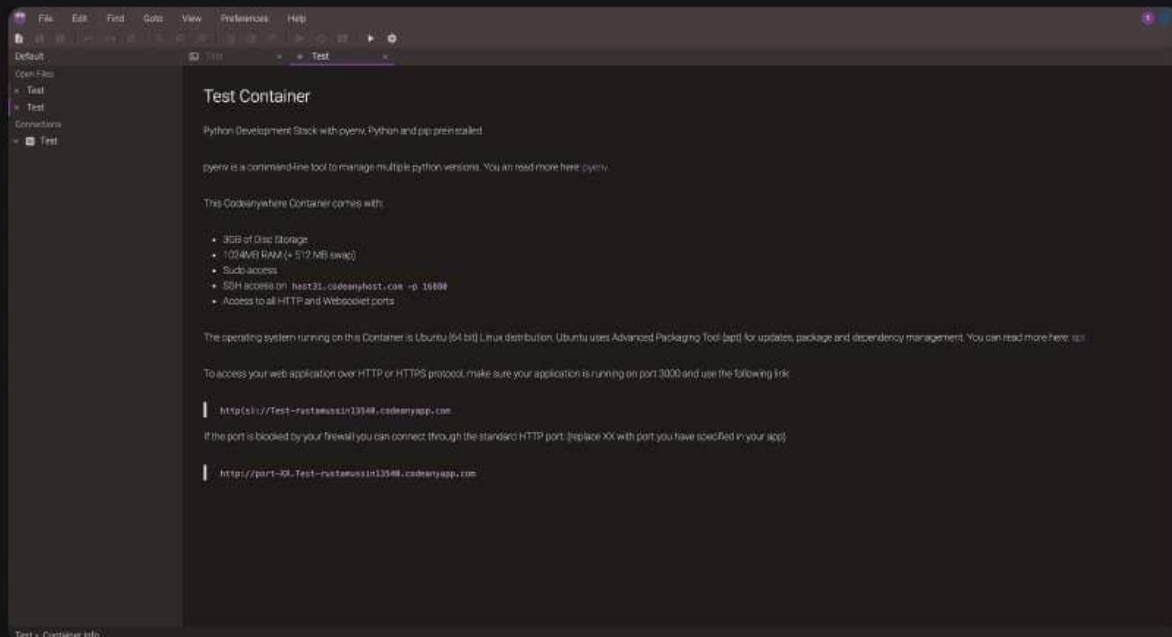 File Edit Find Goto View Preferences Help
Default
Test
Test
Open Files
Test
Test
Connections
Test
Test Container
Python Development Stack with pyenv, Python and pip preinstalled
pyenv is a command-line tool to manage multiple python versions. You an read more here: pyenv.
This Codeanywhere Container comes with:
3GB of Disc Storage
1024MB RAM (+ 512 MB swap)
Sudo access
SSH access on host31.codeanyhost.com -p 16800
Access to all HTTP and Websocket ports
The operating system running on this Container is Ubuntu (64 bit) Linux distribution. Ubuntu uses Advanced Packaging Tool (apt) for updates, package and dependency management. You can read more here: apt
To access your web application over HTTP or HTTPS protocol, make sure your application is running on port 3000 and use the following link:
http(s)://Test-rustamussin13540.codeanyapp.com
If the port is blocked by your firewall you can connect through the standard HTTP port: (replace XX with port you have specified in your app)
http://port-XX.Test-rustamussin13540.codeanyapp.com
Test - Container Info